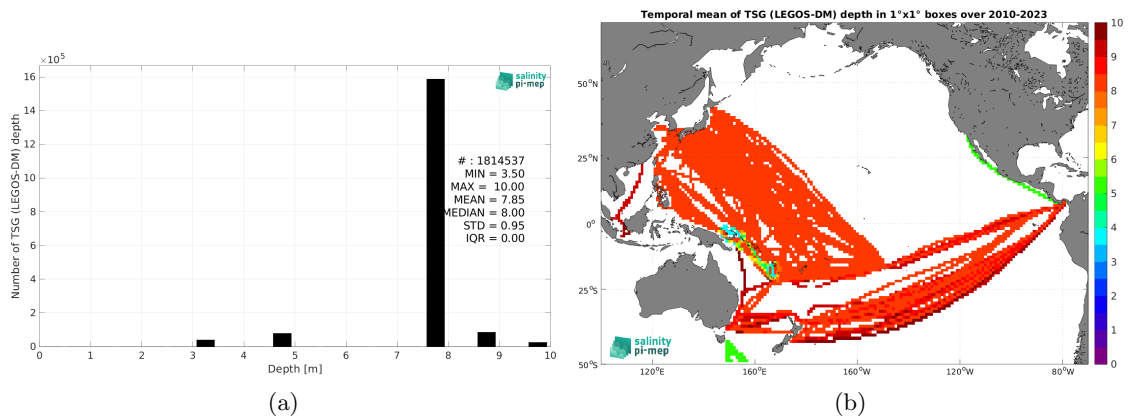 ×10⁵
16
14
12
10
8
6
4
2
0
Number of TSG (LEGOS-DM) depth
salinity
pi-mep
# : 1814537
MIN = 3.50
MAX = 10.00
MEAN = 7.85
MEDIAN = 8.00
STD = 0.95
IQR = 0.00
0 1 2 3 4 5 6 7 8 9 10
Depth [m]
(a)
Temporal mean of TSG (LEGOS-DM) depth in 1°x1° boxes over 2010-2023
50°N
25°N
0°
25°S
50°S
120°E 160°E 160°W 120°W 80°W
salinity
pi-mep
10
9
8
7
6
5
4
3
2
1
0
(b)